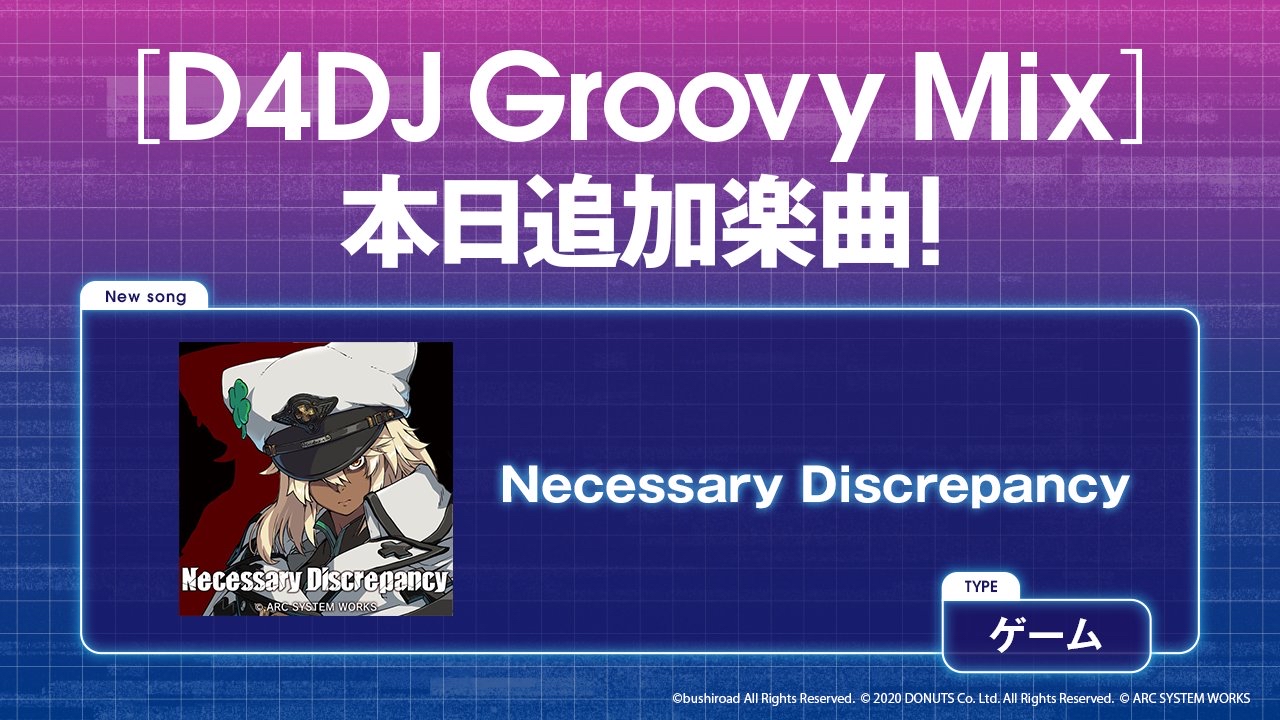 [D4DJ Groovy Mix]
本日追加楽曲!
New song
Necessary Discrepancy
© ARC SYSTEM WORKS
Necessary Discrepancy
TYPE
ゲーム
©bushiroad All Rights Reserved. © 2020 DONUTS Co. Ltd. All Rights Reserved. © ARC SYSTEM WORKS